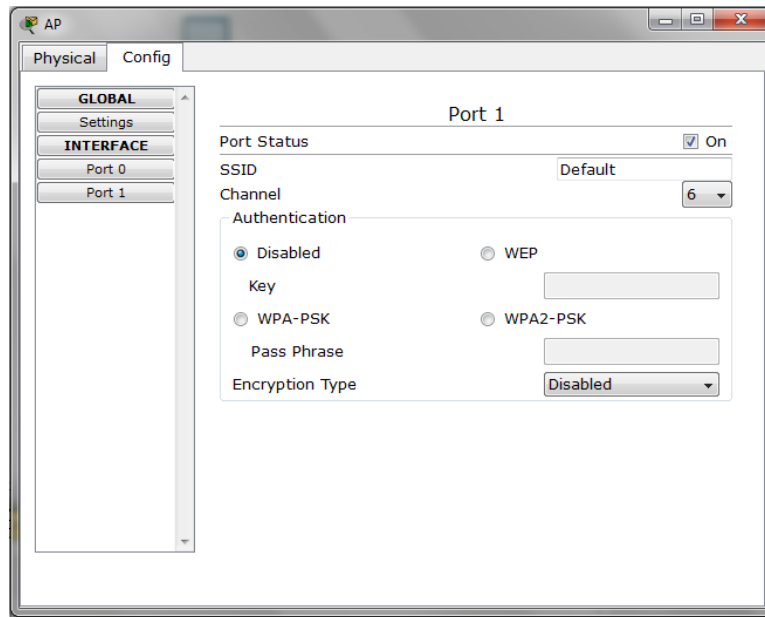 AP
Physical Config
GLOBAL
Settings
INTERFACE
Port 0
Port 1
Port 1
Port Status On
SSID Default
Channel 6
Authentication
Disabled WEP
Key
WPA-PSK WPA2-PSK
Pass Phrase
Encryption Type Disabled